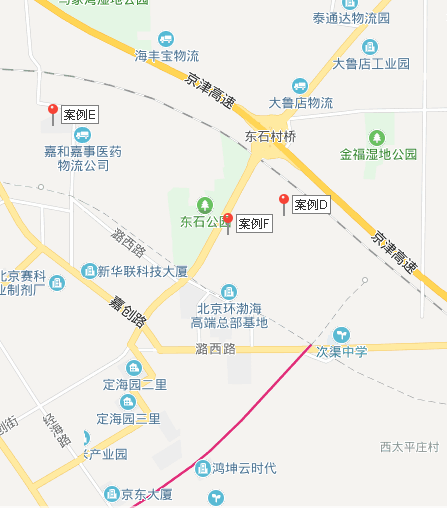 马家湾湿地公园
泰通达物流园
海丰宝物流
大鲁店工业园
京津高速
大鲁店物流
案例E
东石村桥
嘉和嘉事医药
物流公司
金福湿地公园
案例D
东石公园
案例F
潞西路
京津高速
新华联科技大厦
北京赛科
业制剂厂
嘉创路
北京环渤海
高端总部基地
潞西路
次渠中学
定海园二里
定海园三里
创街
经海路
西太平庄村
产业园
鸿坤云时代
京东大厦